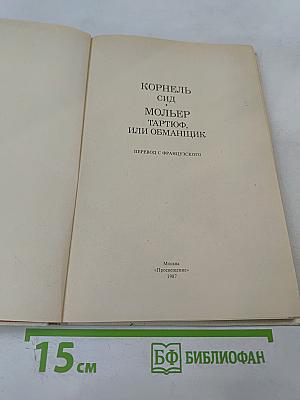 КОРНЕЛЬ
СИД
•
МОЛЬЕР
ТАРТЮФ,
ИЛИ ОБМАНЩИК
ПЕРЕВОД С ФРАНЦУЗСКОГО
Москва
«Просвещение»
1987
15 см
БФ БИБЛИОФАН